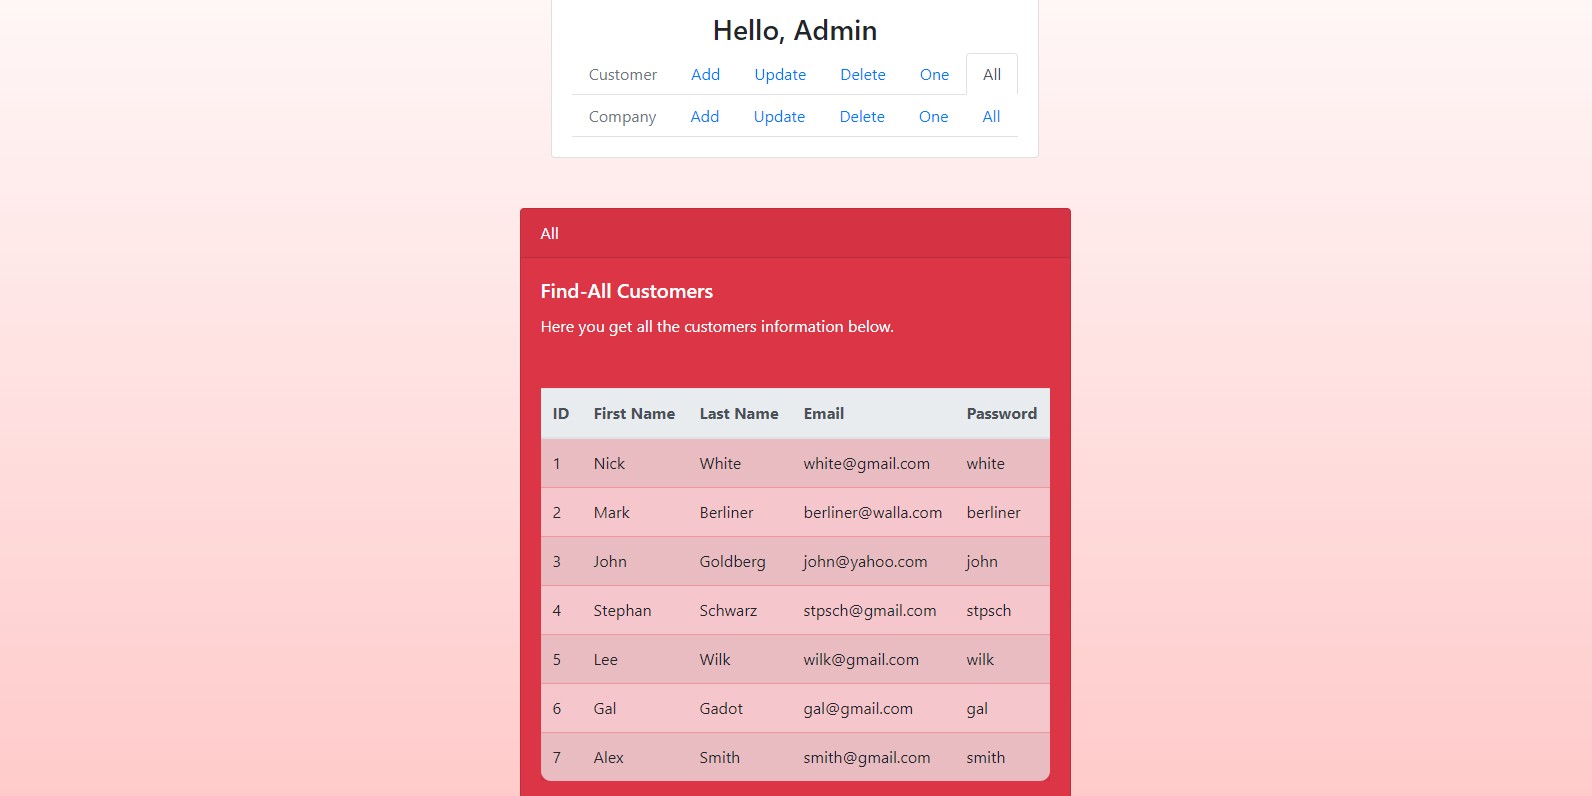 Hello, Admin
Customer Add Update Delete One All
Company Add Update Delete One All
All
Find-All Customers
Here you get all the customers information below.
ID First Name Last Name Email Password
1 Nick White white@gmail.com white
2 Mark Berliner berliner@walla.com berliner
3 John Goldberg john@yahoo.com john
4 Stephan Schwarz stpsch@gmail.com stpsch
5 Lee Wilk wilk@gmail.com wilk
6 Gal Gadot gal@gmail.com gal
7 Alex Smith smith@gmail.com smith